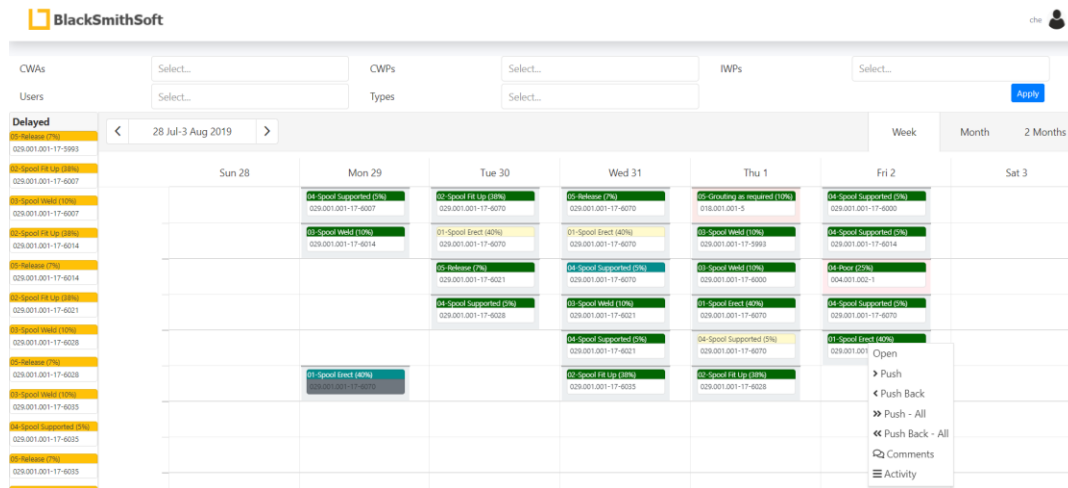 BlackSmithSoft
che
CWAs Select... CWPs Select... IWPs Select...
Users Select... Types Select... Apply
Delayed
05-Release (7%)
029.001.001-17-5993
02-Spool Fit Up (38%)
029.001.001-17-6007
03-Spool Weld (10%)
029.001.001-17-6007
02-Spool Fit Up (38%)
029.001.001-17-6014
05-Release (7%)
029.001.001-17-6014
02-Spool Fit Up (38%)
029.001.001-17-6021
03-Spool Weld (10%)
029.001.001-17-6028
05-Release (7%)
029.001.001-17-6028
03-Spool Weld (10%)
029.001.001-17-6035
04-Spool Supported (5%)
029.001.001-17-6035
05-Release (7%)
029.001.001-17-6035
28 Jul-3 Aug 2019 Week Month 2 Months
Sun 28 Mon 29 Tue 30 Wed 31 Thu 1 Fri 2 Sat 3
04-Spool Supported (5%) 02-Spool Fit Up (38%) 05-Release (7%) 05-Grouting as required (10%) 04-Spool Supported (5%)
029.001.001-17-6007 029.001.001-17-6070 029.001.001-17-6070 018.001.001-5 029.001.001-17-6000
03-Spool Weld (10%) 01-Spool Erect (40%) 01-Spool Erect (40%) 03-Spool Weld (10%) 04-Spool Supported (5%)
029.001.001-17-6014 029.001.001-17-6070 029.001.001-17-6070 029.001.001-17-5993 029.001.001-17-6014
05-Release (7%) 04-Spool Supported (5%) 03-Spool Weld (10%) 04-Poor (25%)
029.001.001-17-6021 029.001.001-17-6070 029.001.001-17-6000 004.001.002-1
04-Spool Supported (5%) 03-Spool Weld (10%) 01-Spool Erect (40%) 04-Spool Supported (5%)
029.001.001-17-6028 029.001.001-17-6021 029.001.001-17-6070 029.001.001-17-6070
04-Spool Supported (5%) 04-Spool Supported (5%) 01-Spool Erect (40%)
029.001.001-17-6021 029.001.001-17-6070 029.001
01-Spool Erect (40%) 02-Spool Fit Up (38%) 02-Spool Fit Up (38%)
029.001.001-17-6070 029.001.001-17-6035 029.001.001-17-6028
Open
Push
Push Back
Push - All
Push Back - All
Comments
Activity